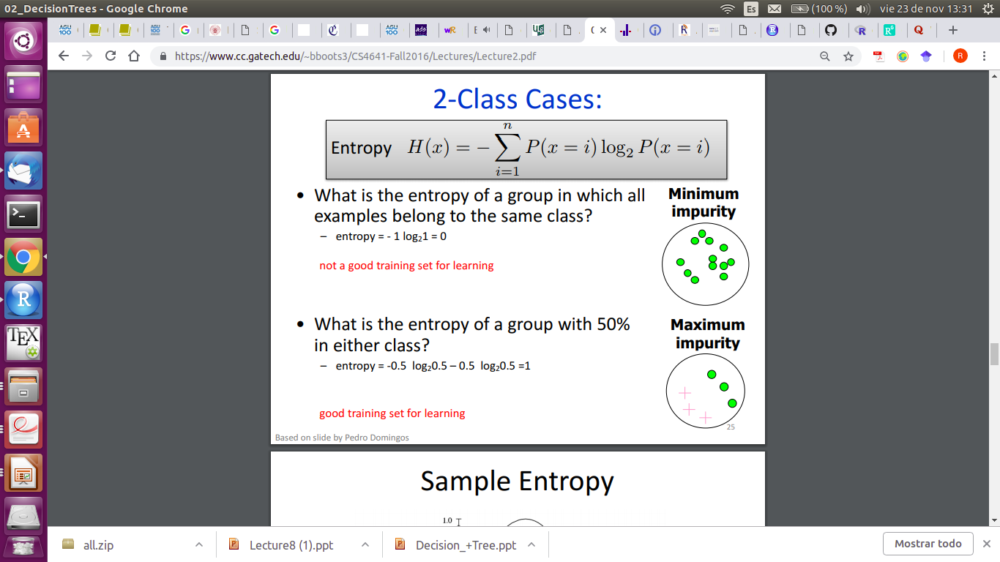 02_DecisionTrees - Google Chrome
Es
(100 %)
vie 23 de nov 13:31
https://www.cc.gatech.edu/~bboots3/CS4641-Fall2016/Lectures/Lecture2.pdf
2-Class Cases:
Entropy H(x) = − ∑ⁿᵢ₌₁ P(x = i) log₂ P(x = i)
• What is the entropy of a group in which all
examples belong to the same class?
– entropy = - 1 log₂1 = 0
not a good training set for learning
Minimum
impurity
• What is the entropy of a group with 50%
in either class?
– entropy = -0.5 log₂0.5 – 0.5 log₂0.5 =1
good training set for learning
Maximum
impurity
25
Based on slide by Pedro Domingos
Sample Entropy
1.0
all.zip
Lecture8 (1).ppt
Decision_+Tree.ppt
Mostrar todo